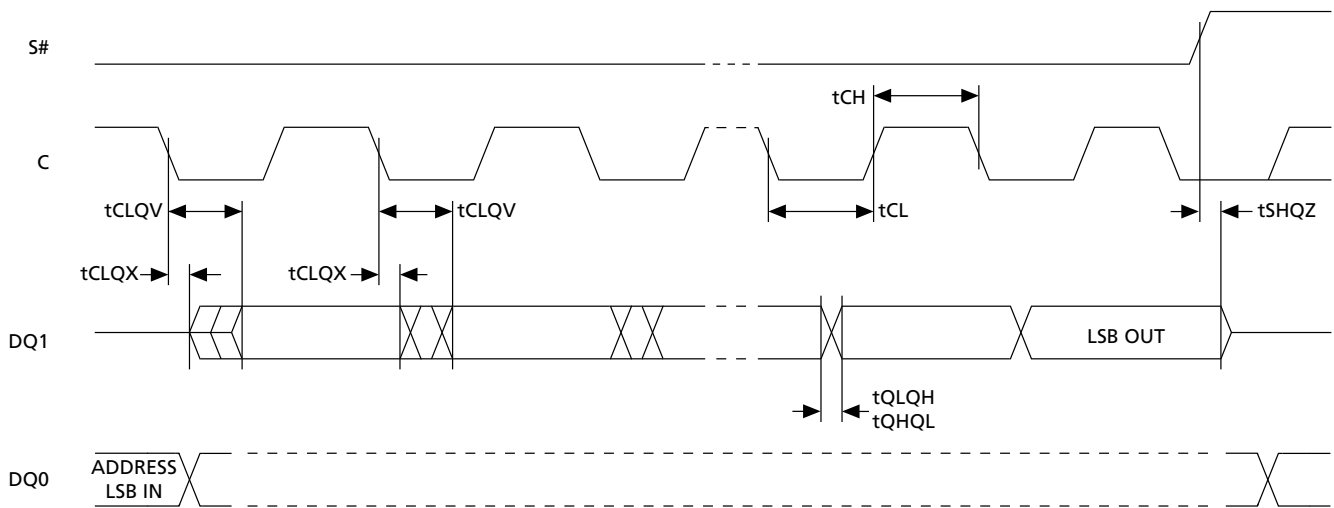 S#
tCH
C
tCLQV
tCLQV
tCL
tSHQZ
tCLQX
tCLQX
DQ1
LSB OUT
tQLQH
tQHQL
DQ0
ADDRESS
LSB IN